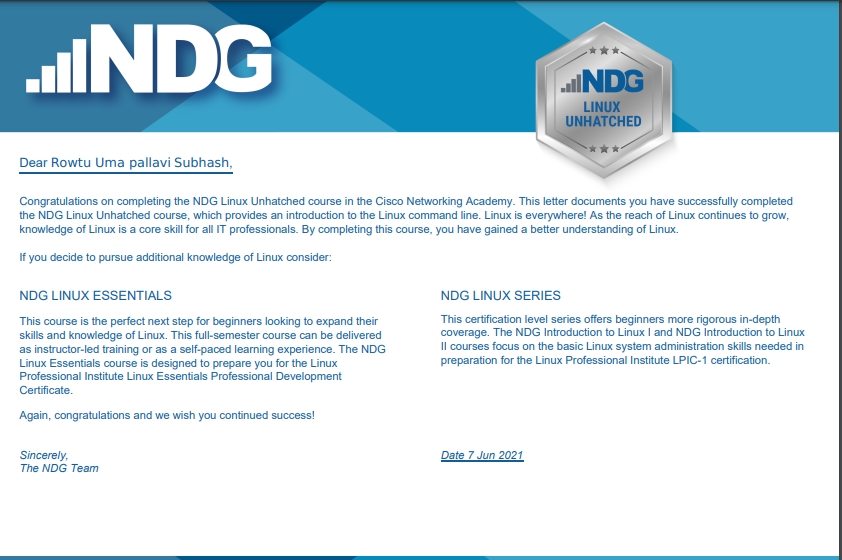 NDG
NDG
LINUX
UNHATCHED
Dear Rowtu Uma pallavi Subhash,
Congratulations on completing the NDG Linux Unhatched course in the Cisco Networking Academy. This letter documents you have successfully completed
the NDG Linux Unhatched course, which provides an introduction to the Linux command line. Linux is everywhere! As the reach of Linux continues to grow,
knowledge of Linux is a core skill for all IT professionals. By completing this course, you have gained a better understanding of Linux.
If you decide to pursue additional knowledge of Linux consider:
NDG LINUX ESSENTIALS
This course is the perfect next step for beginners looking to expand their
skills and knowledge of Linux. This full-semester course can be delivered
as instructor-led training or as a self-paced learning experience. The NDG
Linux Essentials course is designed to prepare you for the Linux
Professional Institute Linux Essentials Professional Development
Certificate.
NDG LINUX SERIES
This certification level series offers beginners more rigorous in-depth
coverage. The NDG Introduction to Linux I and NDG Introduction to Linux
II courses focus on the basic Linux system administration skills needed in
preparation for the Linux Professional Institute LPIC-1 certification.
Again, congratulations and we wish you continued success!
Sincerely,
The NDG Team
Date 7 Jun 2021